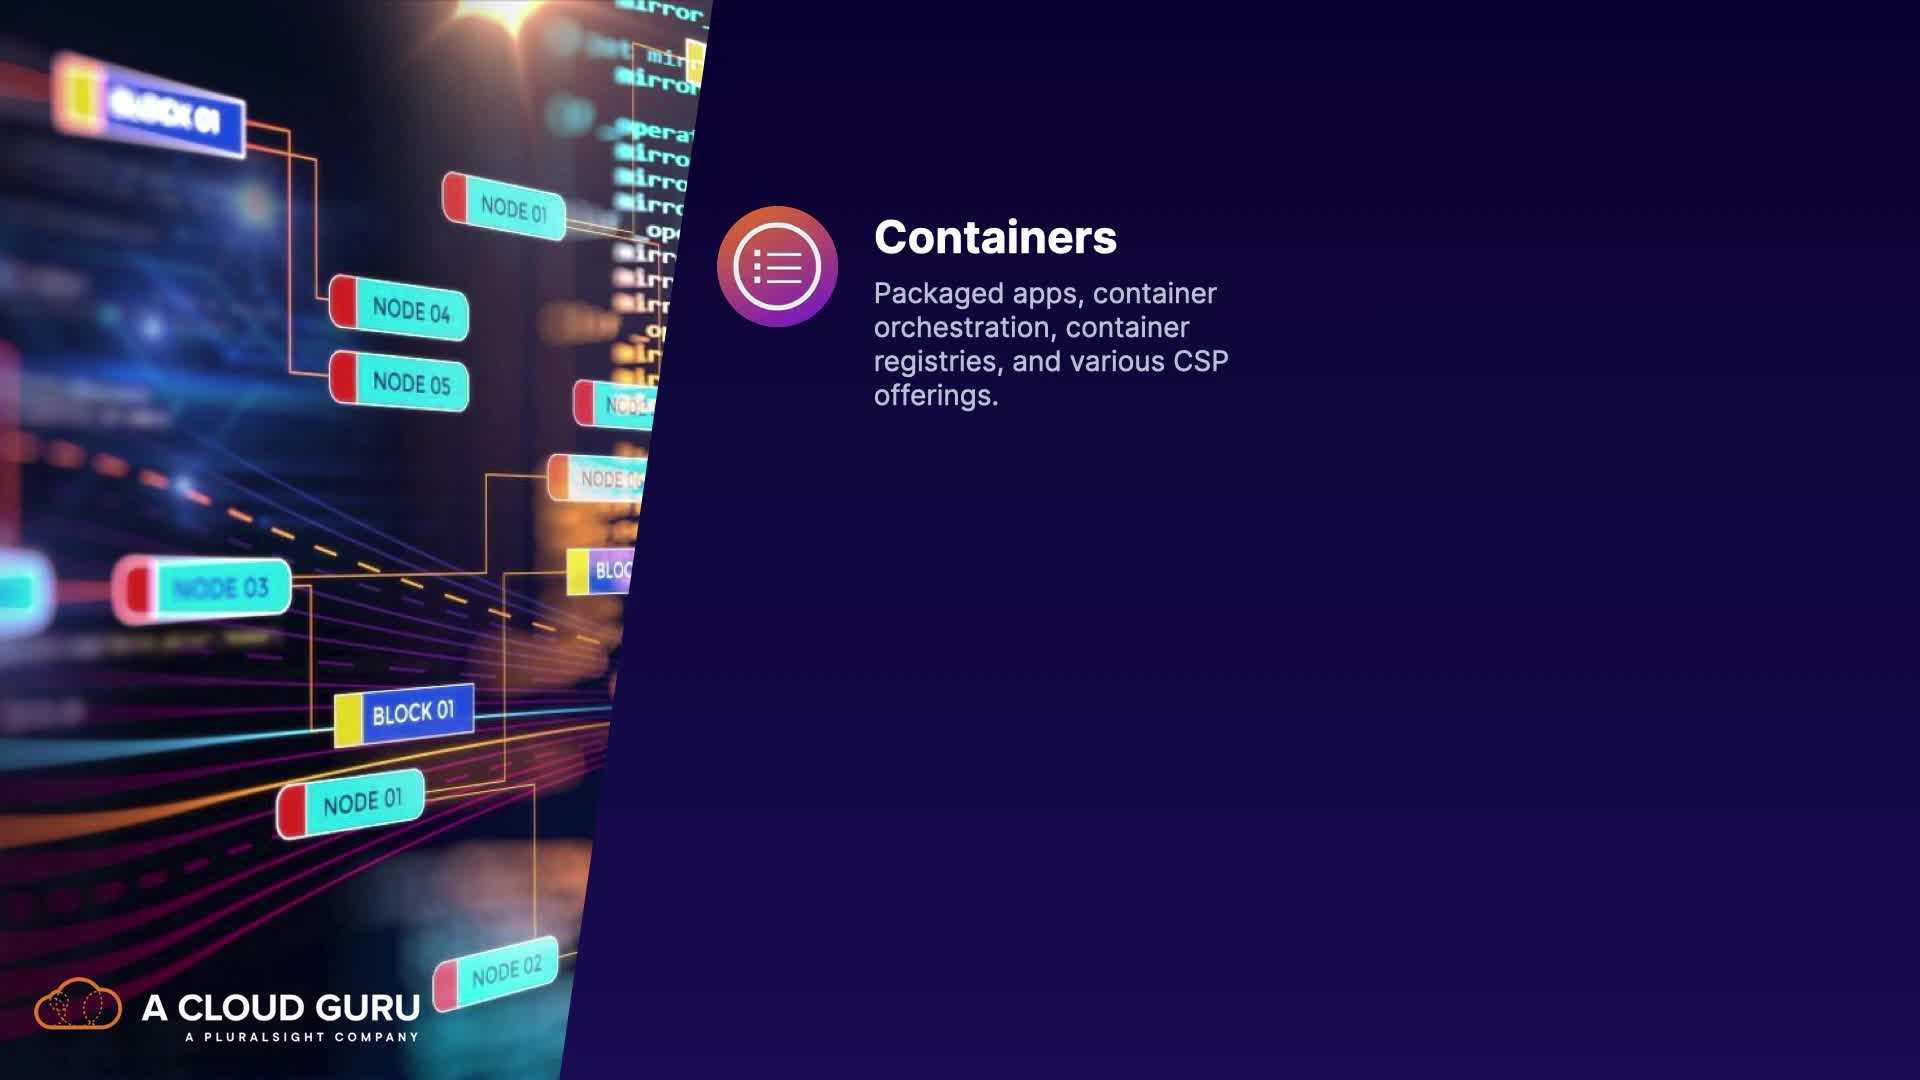 BLOCK 01
NODE 01
NODE 04
NODE 05
NODE 03
BLOCK 01
NODE 01
NODE 02
A CLOUD GURU
A PLURALSIGHT COMPANY
Containers
Packaged apps, container
orchestration, container
registries, and various CSP
offerings.